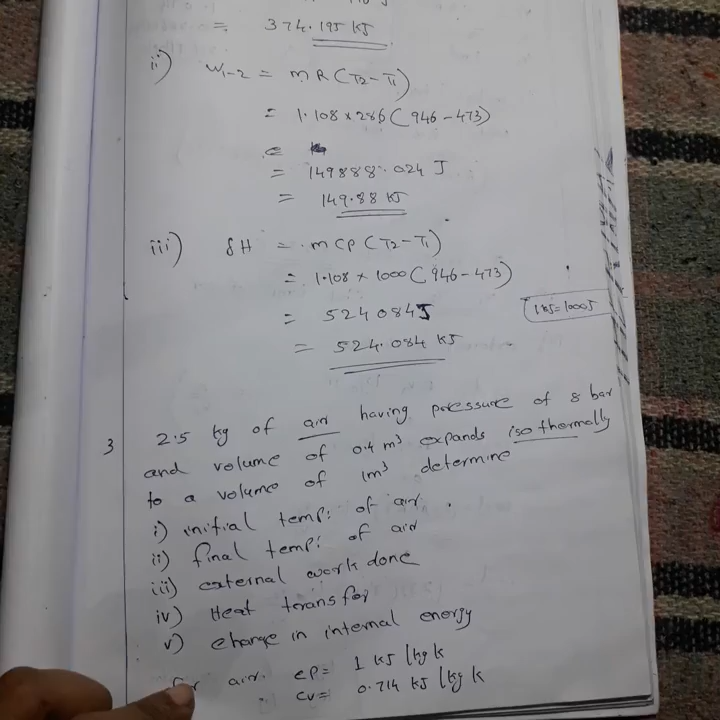 = 374.195 KJ
ii) W1-2 = m R (T2 - T1)
= 1.108 x 286 (946 - 473)
=
= 149888.024 J
= 149.88 KJ
iii) δH = m CP (T2 - T1)
= 1.108 x 1000 (946 - 473)
= 524084 J
1 KJ = 1000 J
= 524.084 KJ
3 2.5 kg of air having pressure of 8 bar
and volume of 0.4 m³ expands isothermally
to a volume of 1m³ determine
i) initial temp: of air.
ii) final temp: of air
iii) external work done
iv) Heat transfer
v) change in internal energy
for air. CP = 1 KJ/kg k
CV = 0.714 KJ/kg k